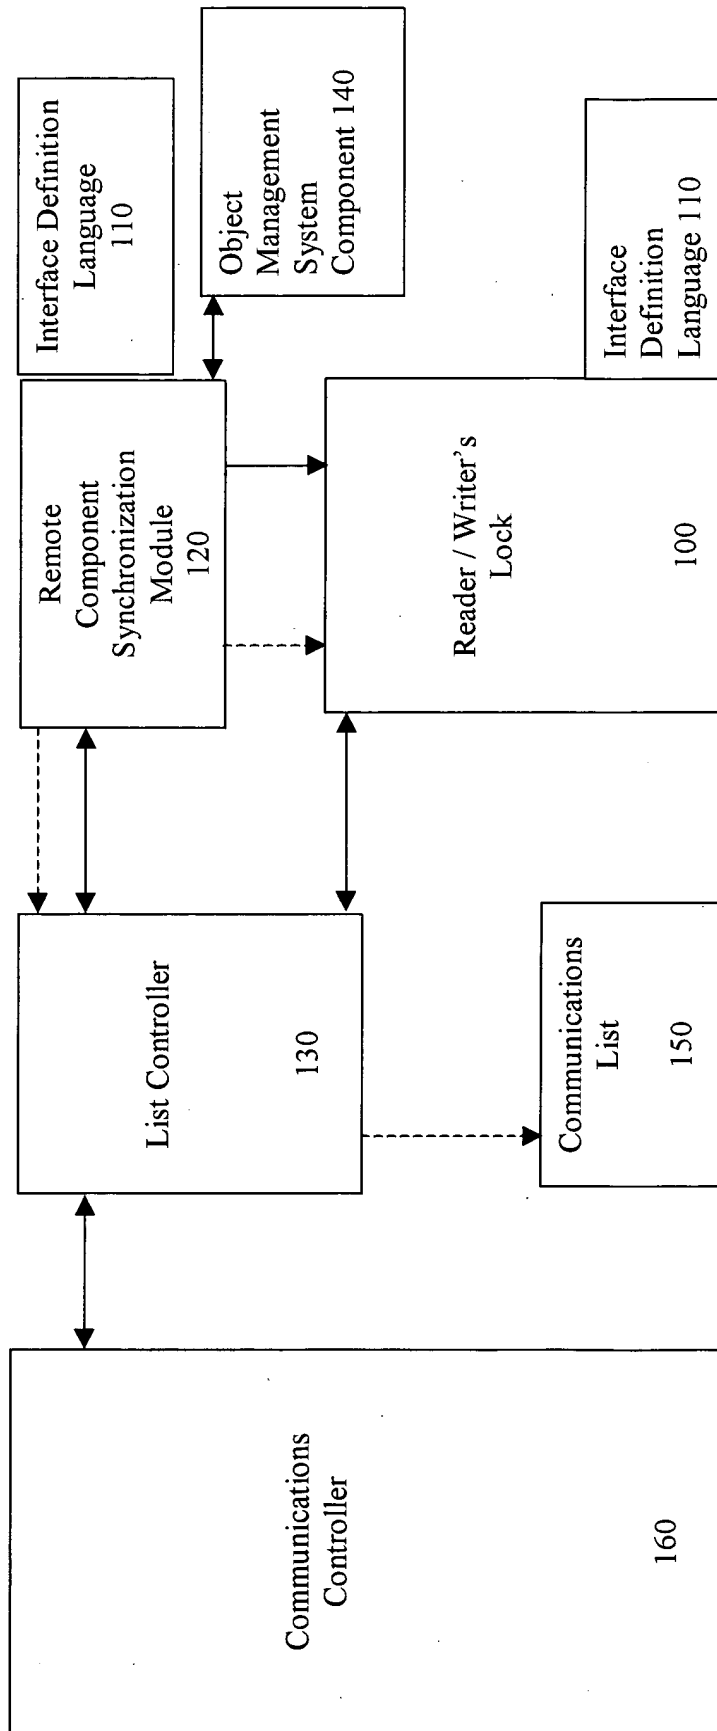 Communications
Controller
160
List Controller
130
Communications
List
150
Remote
Component
Synchronization
Module
120
Reader / Writer's
Lock
100
Interface Definition
Language
110
Object
Management
System
Component 140
Interface
Definition
Language 110